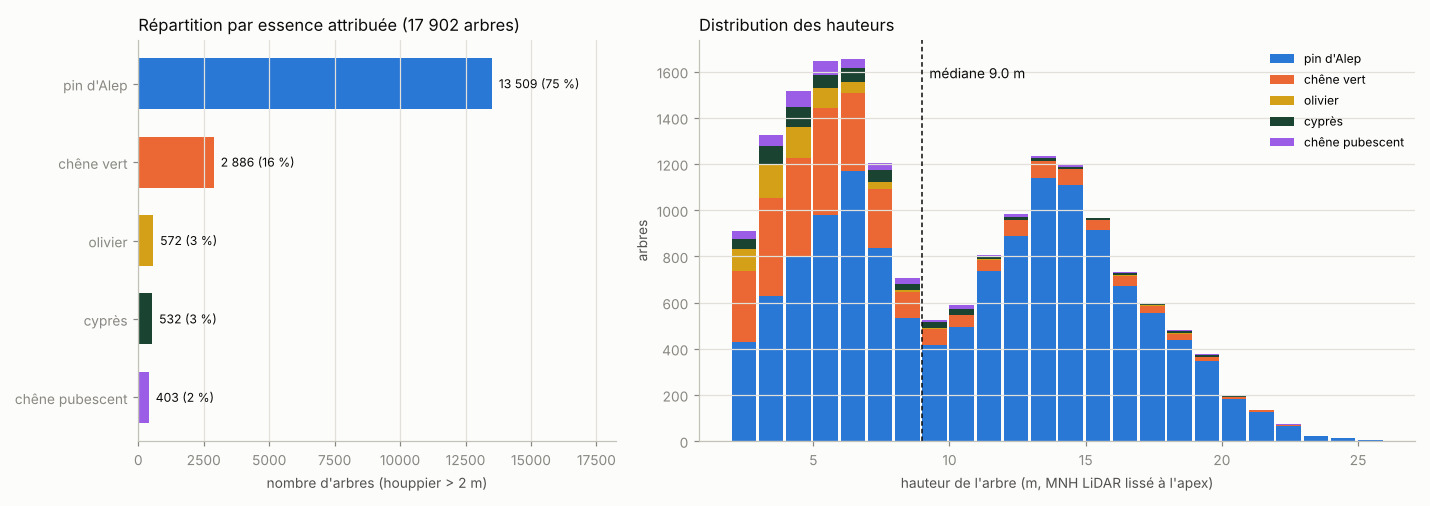 Répartition par essence attribuée (17 902 arbres)
pin d'Alep
13 509 (75 %)
chêne vert
2 886 (16 %)
olivier
572 (3 %)
cyprès
532 (3 %)
chêne pubescent
403 (2 %)
0 2500 5000 7500 10000 12500 15000 17500
nombre d'arbres (houppier > 2 m)
Distribution des hauteurs
médiane 9.0 m
pin d'Alep
chêne vert
olivier
cyprès
chêne pubescent
1600
1400
1200
1000
800
600
400
200
0
arbres
5 10 15 20 25
hauteur de l'arbre (m, MNH LiDAR lissé à l'apex)